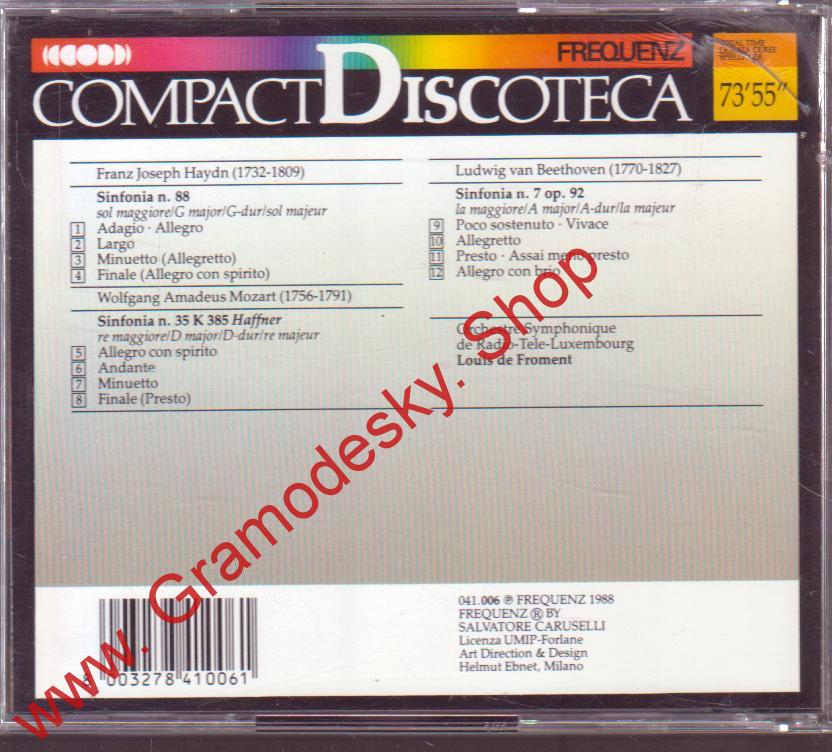 FREQUENZ
COMPACT DISCOTECA
TOTAL TIME
73'55"
Franz Joseph Haydn (1732-1809)
Sinfonia n. 88
sol maggiore/G major/G-dur/sol majeur
1 Adagio · Allegro
2 Largo
3 Minuetto (Allegretto)
4 Finale (Allegro con spirito)
Wolfgang Amadeus Mozart (1756-1791)
Sinfonia n. 35 K 385 Haffner
re maggiore/D major/D-dur/re majeur
5 Allegro con spirito
6 Andante
7 Minuetto
8 Finale (Presto)
Ludwig van Beethoven (1770-1827)
Sinfonia n. 7 op. 92
la maggiore/A major/A-dur/la majeur
9 Poco sostenuto · Vivace
10 Allegretto
11 Presto · Assai meno presto
12 Allegro con brio
Orchestre Symphonique
de Radio-Tele-Luxembourg
Louis de Froment
041.006 ℗ FREQUENZ 1988
FREQUENZ ® BY
SALVATORE CARUSELLI
Licenza UMIP-Forlane
Art Direction & Design
Helmut Ebnet, Milano
8 003278 410061
www. Gramodesky. Shop